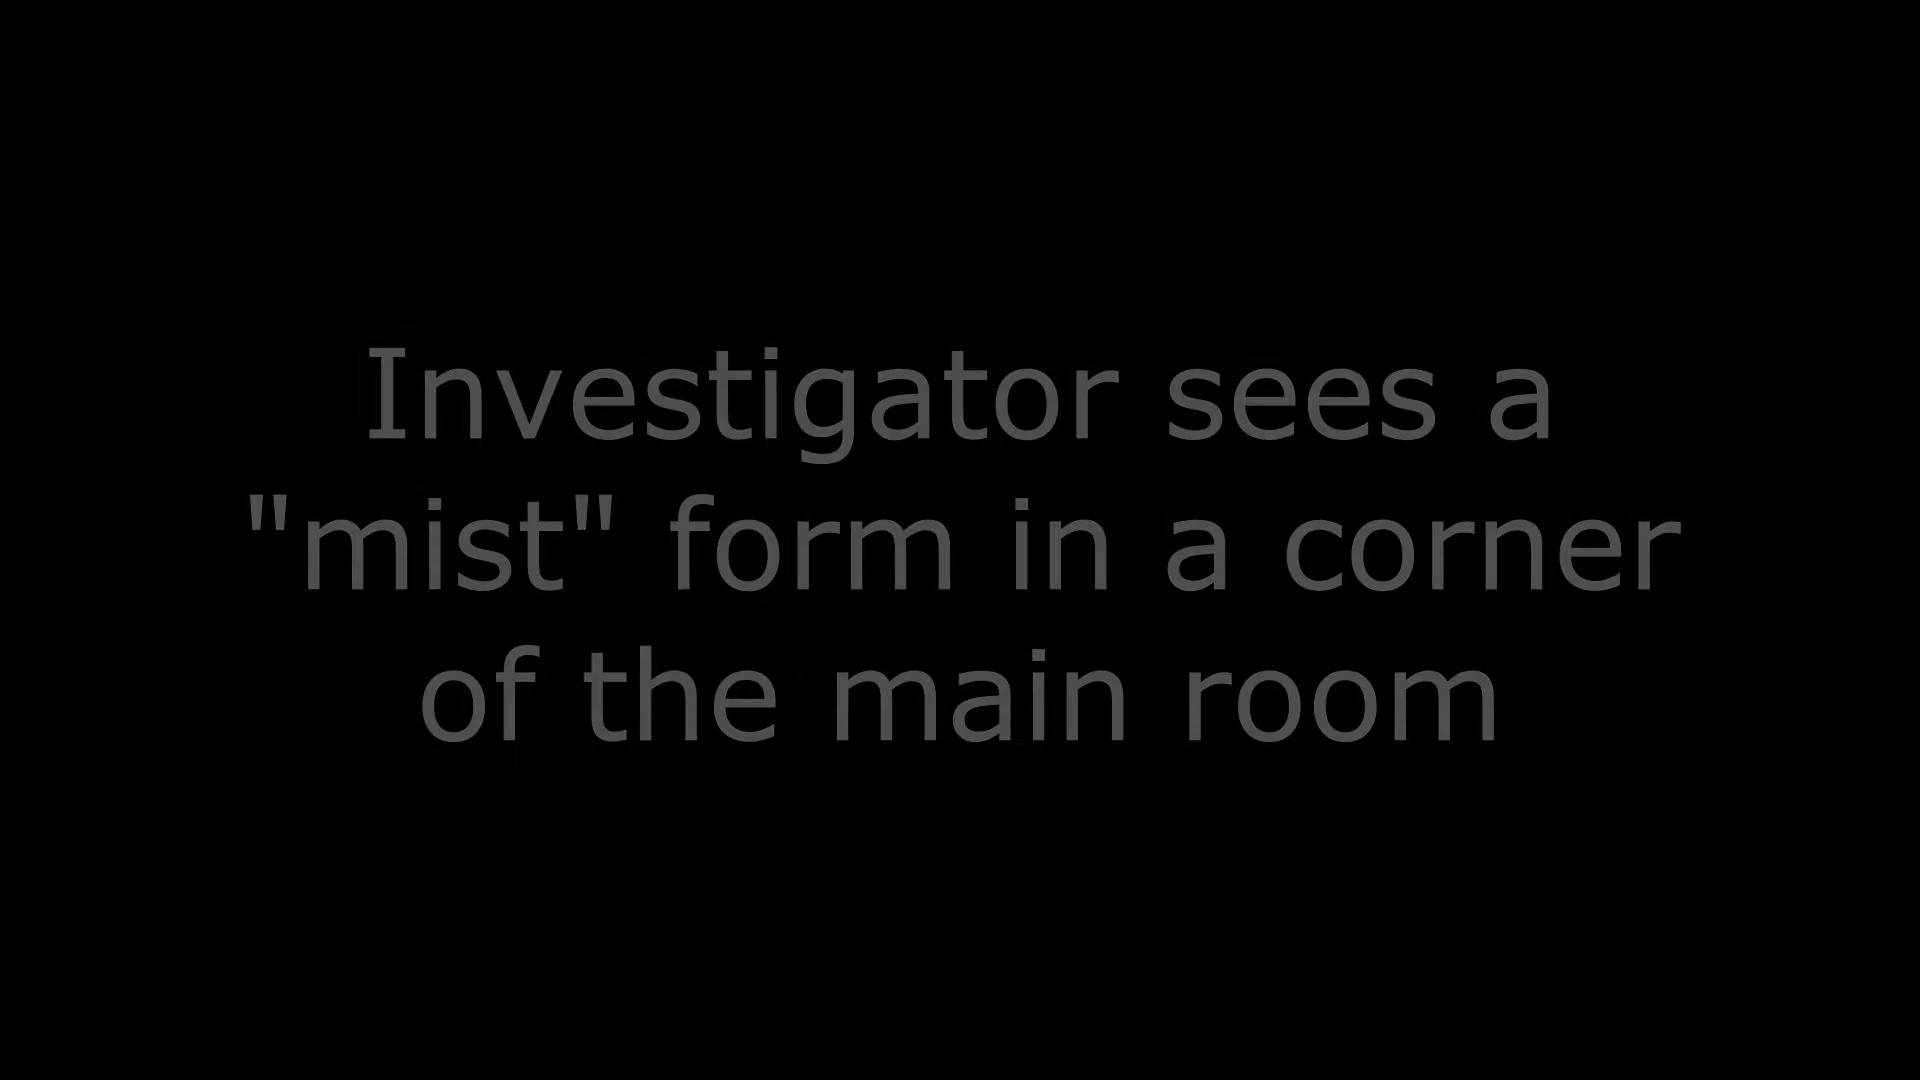 Investigator sees a
"mist" form in a corner
of the main room